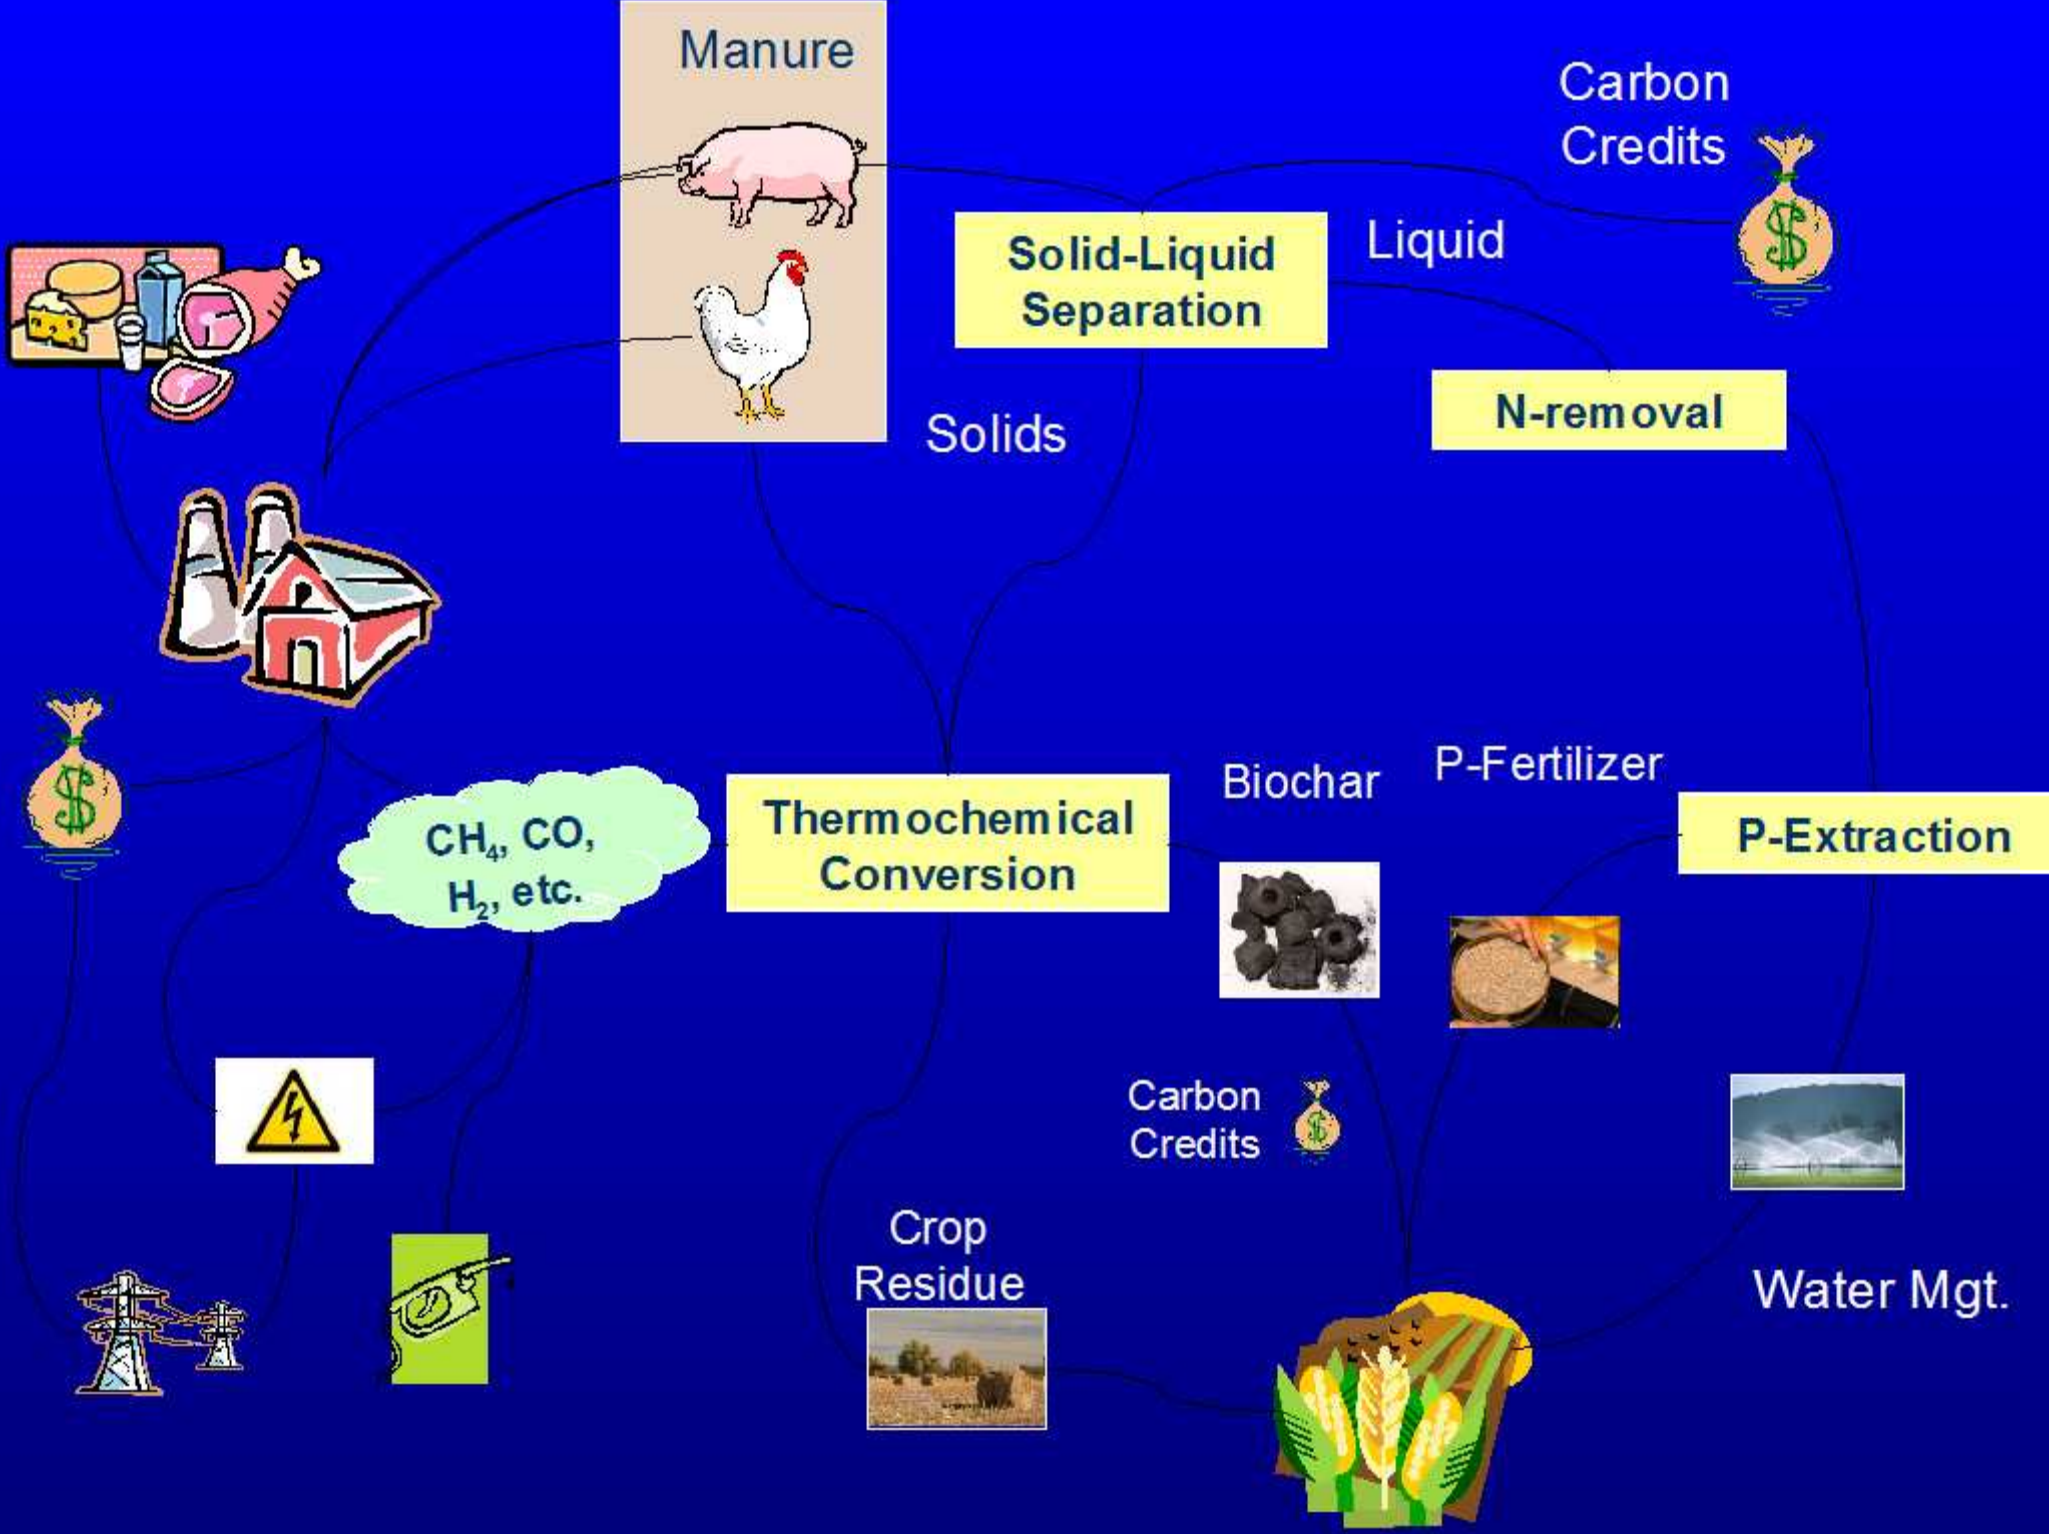 Manure
Carbon
Credits
Solid-Liquid
Separation
Liquid
N-removal
Solids
CH₄, CO,
H₂, etc.
Thermochemical
Conversion
Biochar
P-Fertilizer
P-Extraction
Carbon
Credits
Crop
Residue
Water Mgt.